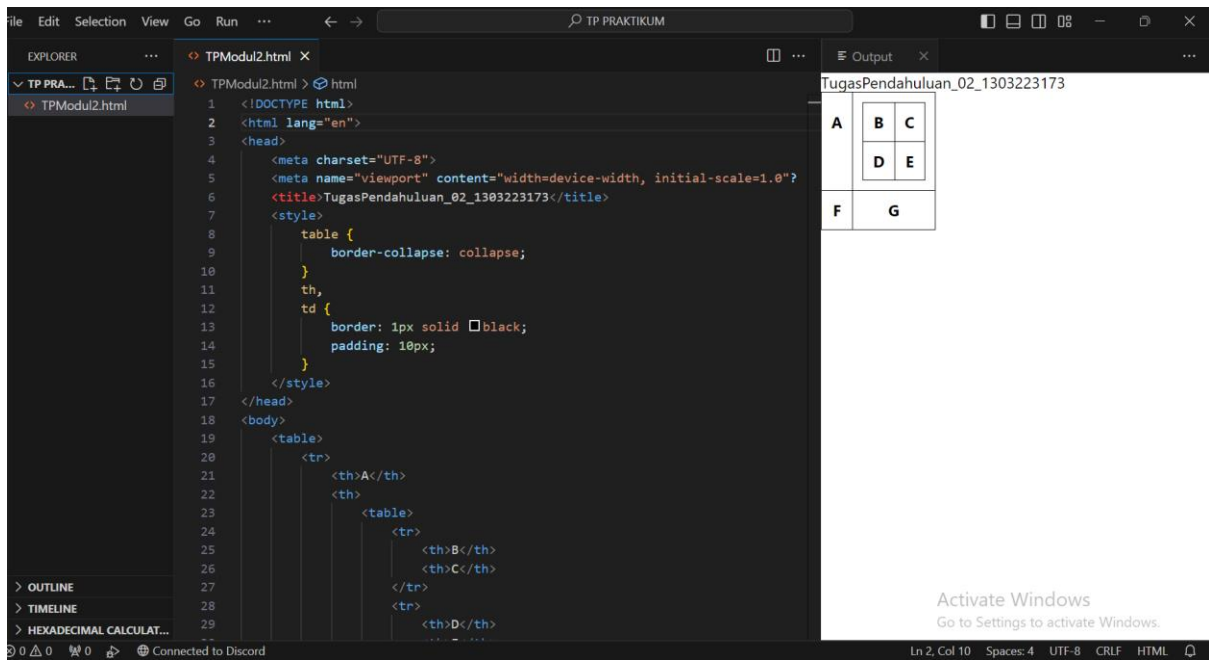 File Edit Selection View Go Run ··· TP PRAKTIKUM
EXPLORER ···
TP PRA...
TPModul2.html
TPModul2.html
TPModul2.html > html
1 <!DOCTYPE html>
2 <html lang="en">
3 <head>
4 <meta charset="UTF-8">
5 <meta name="viewport" content="width=device-width, initial-scale=1.0"?
6 <title>TugasPendahuluan_02_1303223173</title>
7 <style>
8 table {
9 border-collapse: collapse;
10 }
11 th,
12 td {
13 border: 1px solid black;
14 padding: 10px;
15 }
16 </style>
17 </head>
18 <body>
19 <table>
20 <tr>
21 <th>A</th>
22 <th>
23 <table>
24 <tr>
25 <th>B</th>
26 <th>C</th>
27 </tr>
28 <tr>
29 <th>D</th>
OUTLINE
TIMELINE
HEXADECIMAL CALCULAT...
Output
TugasPendahuluan_02_1303223173
A B C
D E
F G
Activate Windows
Go to Settings to activate Windows.
0 0 0 Connected to Discord Ln 2, Col 10 Spaces: 4 UTF-8 CRLF HTML